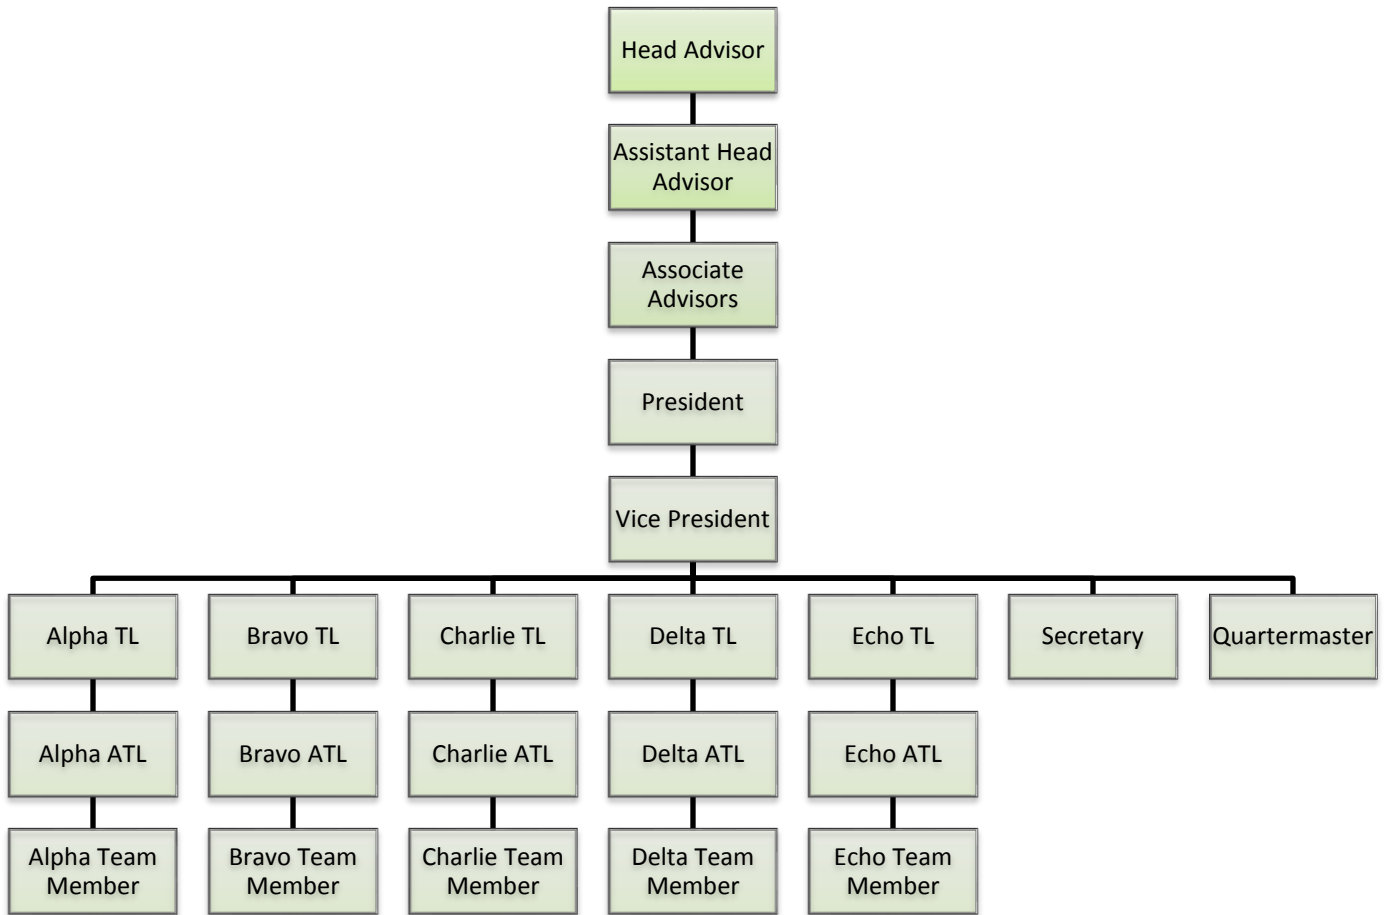 Head Advisor
Assistant Head
Advisor
Associate
Advisors
President
Vice President
Alpha TL
Bravo TL
Charlie TL
Delta TL
Echo TL
Secretary
Quartermaster
Alpha ATL
Bravo ATL
Charlie ATL
Delta ATL
Echo ATL
Alpha Team
Member
Bravo Team
Member
Charlie Team
Member
Delta Team
Member
Echo Team
Member